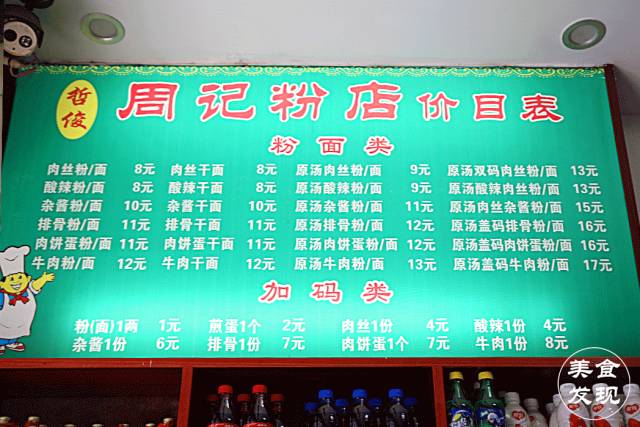 哲俊 周记粉店价目表
粉面类
肉丝粉/面 8元 肉丝干面 8元 原汤肉丝粉/面 9元 原汤双码肉丝粉/面 13元
酸辣粉/面 8元 酸辣干面 8元 原汤酸辣粉/面 9元 原汤酸辣肉丝粉/面 13元
杂酱粉/面 10元 杂酱干面 10元 原汤杂酱粉/面 11元 原汤肉丝杂酱粉/面 15元
排骨粉/面 11元 排骨干面 11元 原汤排骨粉/面 12元 原汤盖码排骨粉/面 16元
肉饼蛋粉/面 11元 肉饼蛋干面 11元 原汤肉饼蛋粉/面 12元 原汤盖码肉饼蛋粉/面 16元
牛肉粉/面 12元 牛肉干面 12元 原汤牛肉粉/面 13元 原汤盖码牛肉粉/面 17元
加码类
粉(面)1两 1元 煎蛋1个 2元 肉丝1份 4元 酸辣1份 4元
杂酱1份 6元 排骨1份 7元 肉饼蛋1个 7元 牛肉1份 8元
美食
发现